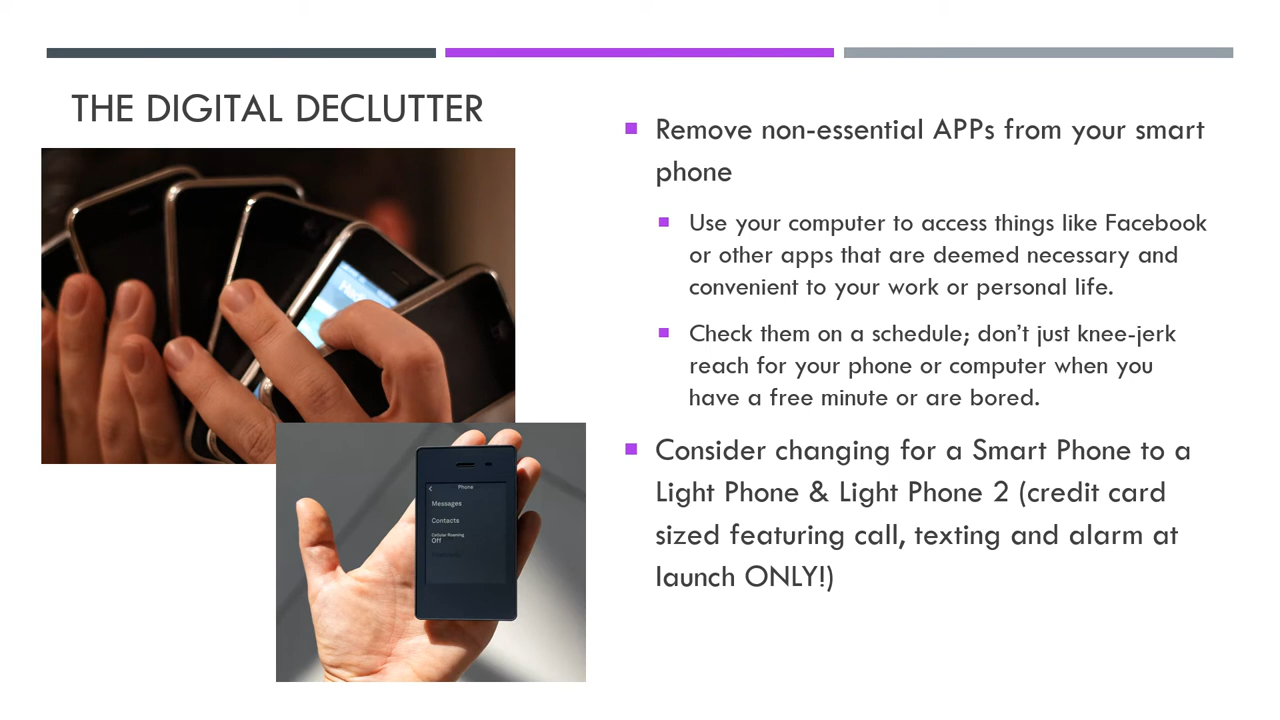 THE DIGITAL DECLUTTER
Remove non-essential APPs from your smart
phone
Use your computer to access things like Facebook
or other apps that are deemed necessary and
convenient to your work or personal life.
Check them on a schedule; don't just knee-jerk
reach for your phone or computer when you
have a free minute or are bored.
Consider changing for a Smart Phone to a
Light Phone & Light Phone 2 (credit card
sized featuring call, texting and alarm at
launch ONLY!)
Phone
Messages
Contacts
Cellular Roaming
Off